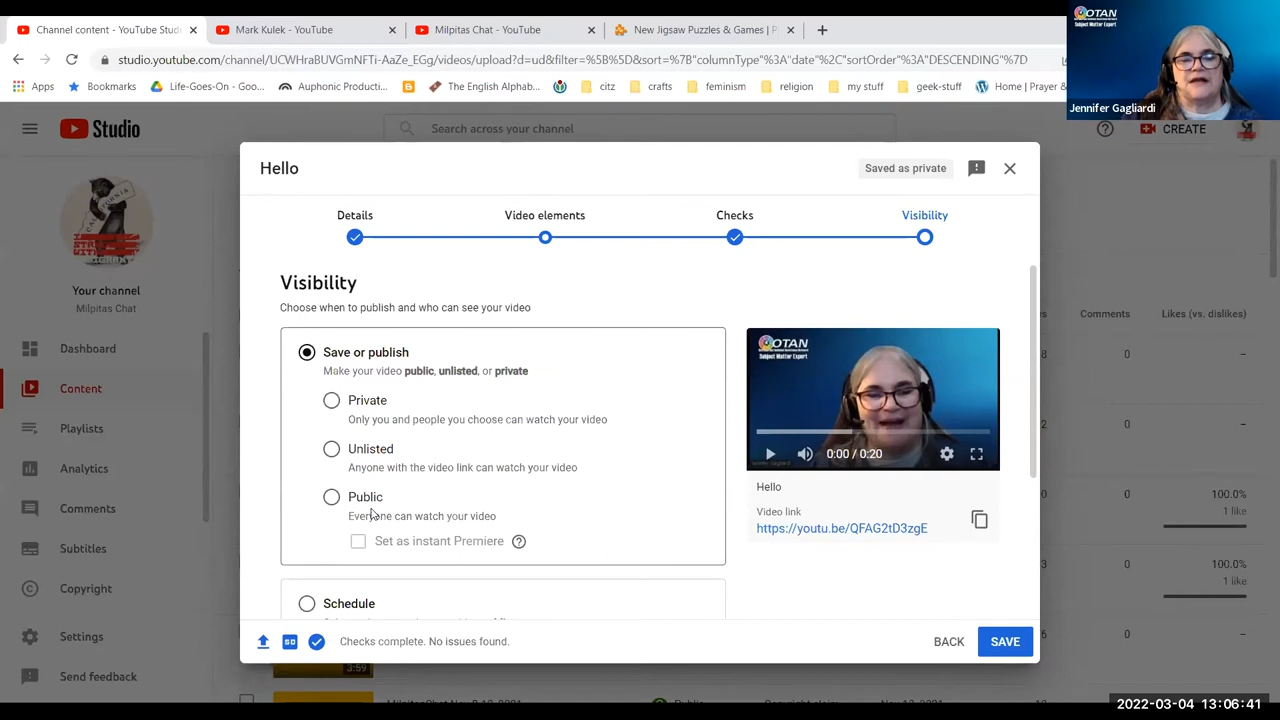 Channel content - YouTube Stud
Mark Kulek - YouTube
Milpitas Chat - YouTube
New Jigsaw Puzzles & Games | P
studio.youtube.com/channel/UCWHraBUVGmNFTi-AaZe_EGg/videos/upload?d=ud&filter=%5B%5D&sort=%7B"columnType"%3A"date"%2C"sortOrder"%3A"DESCENDING"%7D
Apps
Bookmarks
Life-Goes-On - Goo...
Auphonic Producti...
The English Alphab...
citz
crafts
feminism
religion
my stuff
geek-stuff
Home | Prayer &
OTAN
Subject Matter Expert
Jennifer Gagliardi
Studio
Search across your channel
CREATE
Hello
Saved as private
Details
Video elements
Checks
Visibility
Your channel
Milpitas Chat
Dashboard
Content
Playlists
Analytics
Comments
Subtitles
Copyright
Settings
Send feedback
Visibility
Choose when to publish and who can see your video
Save or publish
Make your video public, unlisted, or private
Private
Only you and people you choose can watch your video
Unlisted
Anyone with the video link can watch your video
Public
Everyone can watch your video
Set as instant Premiere
Schedule
OTAN
Subject Matter Expert
0:00 / 0:20
Hello
Video link
https://youtu.be/QFAG2tD3zgE
Checks complete. No issues found.
BACK
SAVE
Comments
Likes (vs. dislikes)
0
–
0
–
0
100.0%
1 like
0
100.0%
1 like
0
–
3:59
2022-03-04 13:06:41